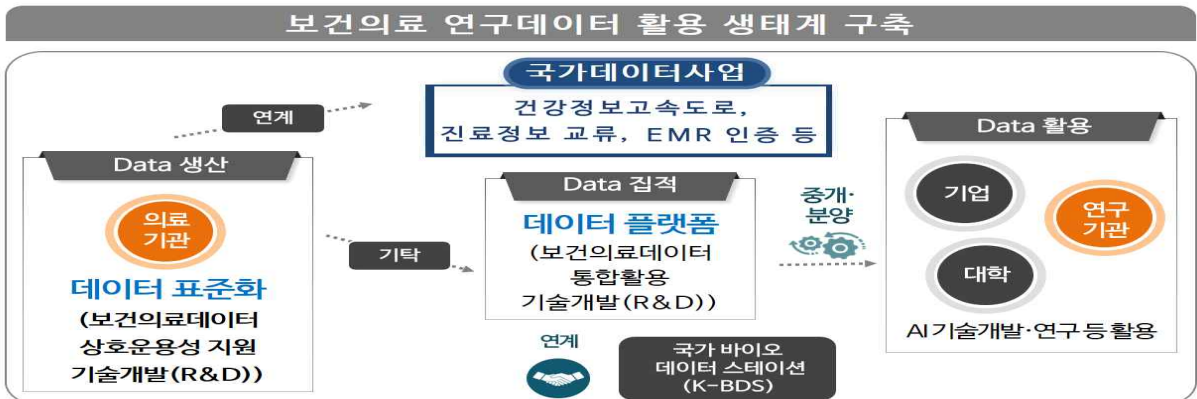 보건의료 연구데이터 활용 생태계 구축
국가데이터사업
건강정보고속도로,
진료정보 교류, EMR 인증 등
연계
Data 생산
의료
기관
데이터 표준화
(보건의료데이터
상호운용성 지원
기술개발(R&D))
기탁
Data 집적
데이터 플랫폼
(보건의료데이터
통합활용
기술개발(R&D))
연계
국가 바이오
데이터 스테이션
(K-BDS)
중개·
분양
Data 활용
기업
연구
기관
대학
AI 기술개발·연구 등 활용